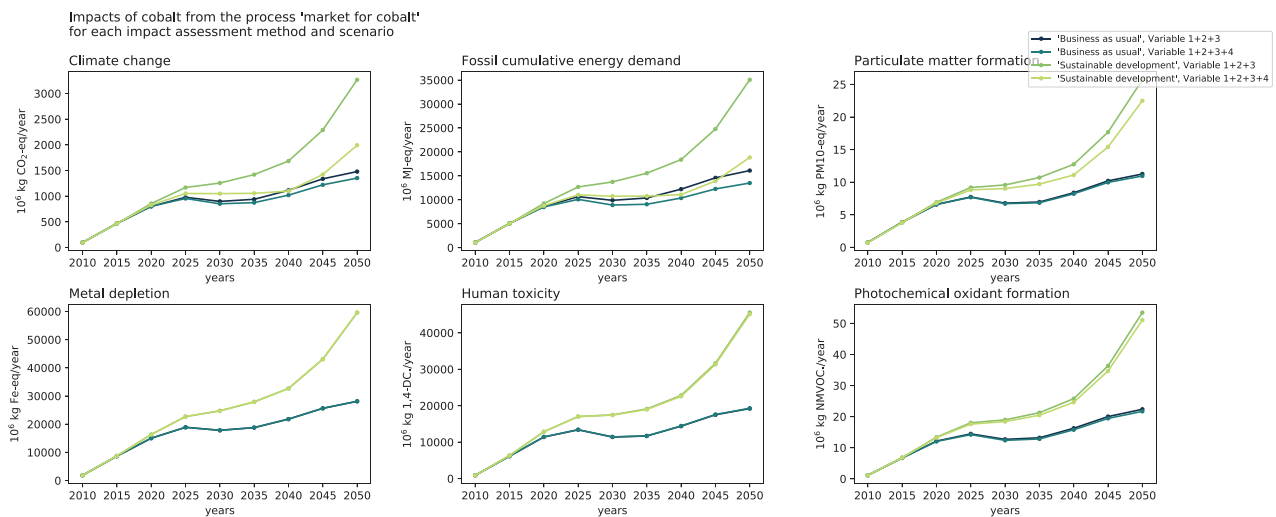 Impacts of cobalt from the process 'market for cobalt'
for each impact assessment method and scenario
'Business as usual', Variable 1+2+3
'Business as usual', Variable 1+2+3+4
'Sustainable development', Variable 1+2+3
'Sustainable development', Variable 1+2+3+4
Climate change
10⁶ kg CO₂-eq/year
3000
2500
2000
1500
1000
500
0
2010 2015 2020 2025 2030 2035 2040 2045 2050
years
Fossil cumulative energy demand
10⁶ MJ-eq/year
35000
30000
25000
20000
15000
10000
5000
0
2010 2015 2020 2025 2030 2035 2040 2045 2050
years
Particulate matter formation
10⁶ kg PM10-eq/year
25
20
15
10
5
0
2010 2015 2020 2025 2030 2035 2040 2045 2050
years
Metal depletion
10⁶ kg Fe-eq/year
60000
50000
40000
30000
20000
10000
0
2010 2015 2020 2025 2030 2035 2040 2045 2050
years
Human toxicity
10⁶ kg 1,4-DC./year
40000
30000
20000
10000
0
2010 2015 2020 2025 2030 2035 2040 2045 2050
years
Photochemical oxidant formation
10⁶ kg NMVOC./year
50
40
30
20
10
0
2010 2015 2020 2025 2030 2035 2040 2045 2050
years